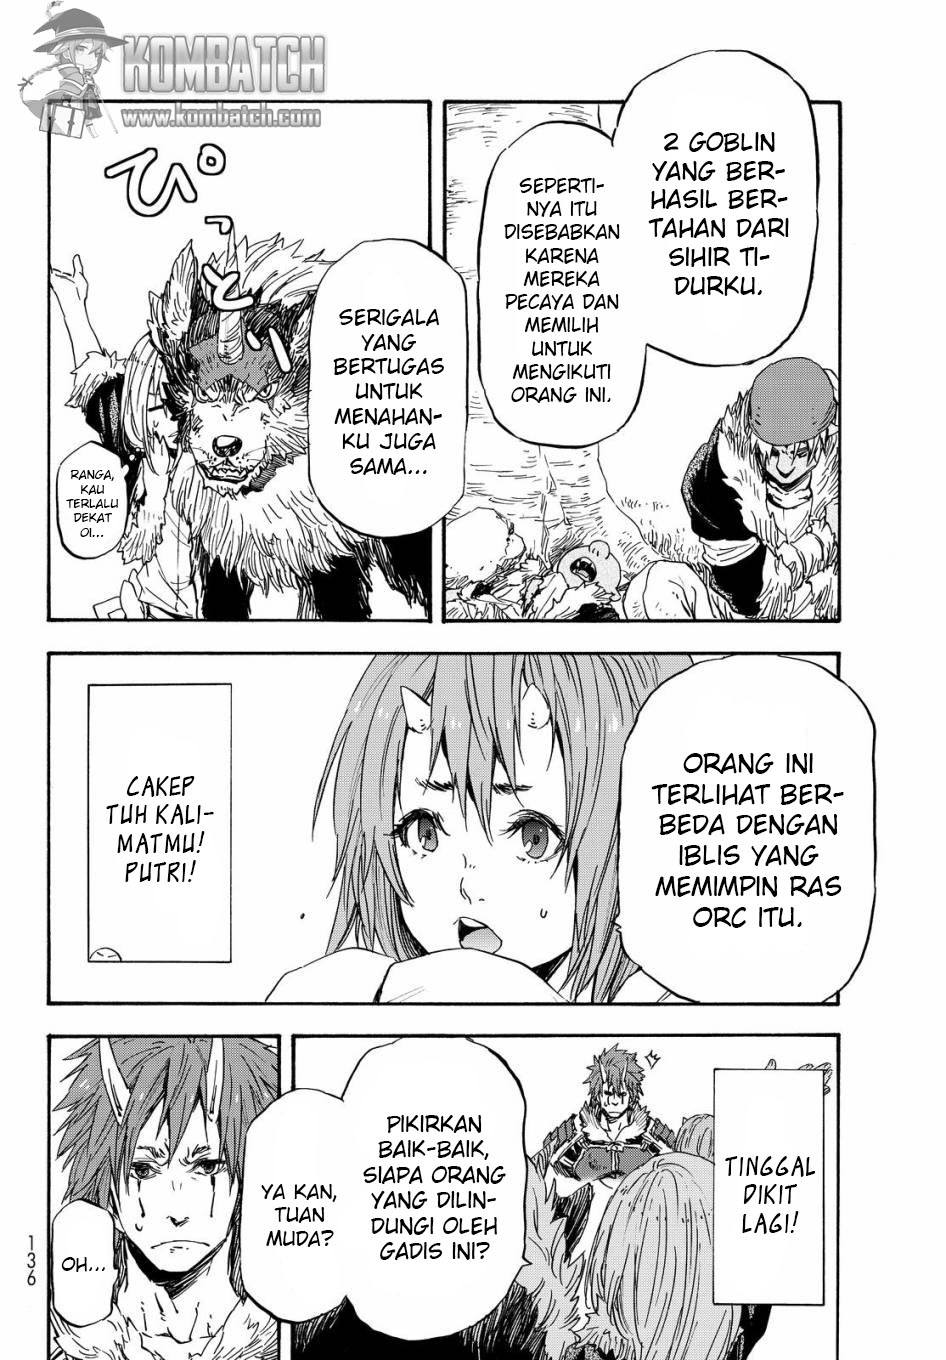 KOMBATCH
www.kombatch.com
2 GOBLIN
YANG BER-
HASIL BER-
TAHAN DARI
SIHIR TI-
DURKU.
SEPERTI-
NYA ITU
DISEBABKAN
KARENA
MEREKA
PECAYA DAN
MEMILIH
UNTUK
MENGIKUTI
ORANG INI.
SERIGALA
YANG
BERTUGAS
UNTUK
MENAHAN-
KU JUGA
SAMA...
ぴっとり
RANGA,
KAU
TERLALU
DEKAT
OI...
ORANG INI
TERLIHAT BER-
BEDA DENGAN
IBLIS YANG
MEMIMPIN RAS
ORC ITU.
CAKEP
TUH KALI-
MATMU!
PUTRI!
TINGGAL
DIKIT
LAGI!
PIKIRKAN
BAIK-BAIK,
SIAPA ORANG
YANG DILIN-
DUNGI OLEH
GADIS INI?
YA KAN,
TUAN
MUDA?
OH...
136